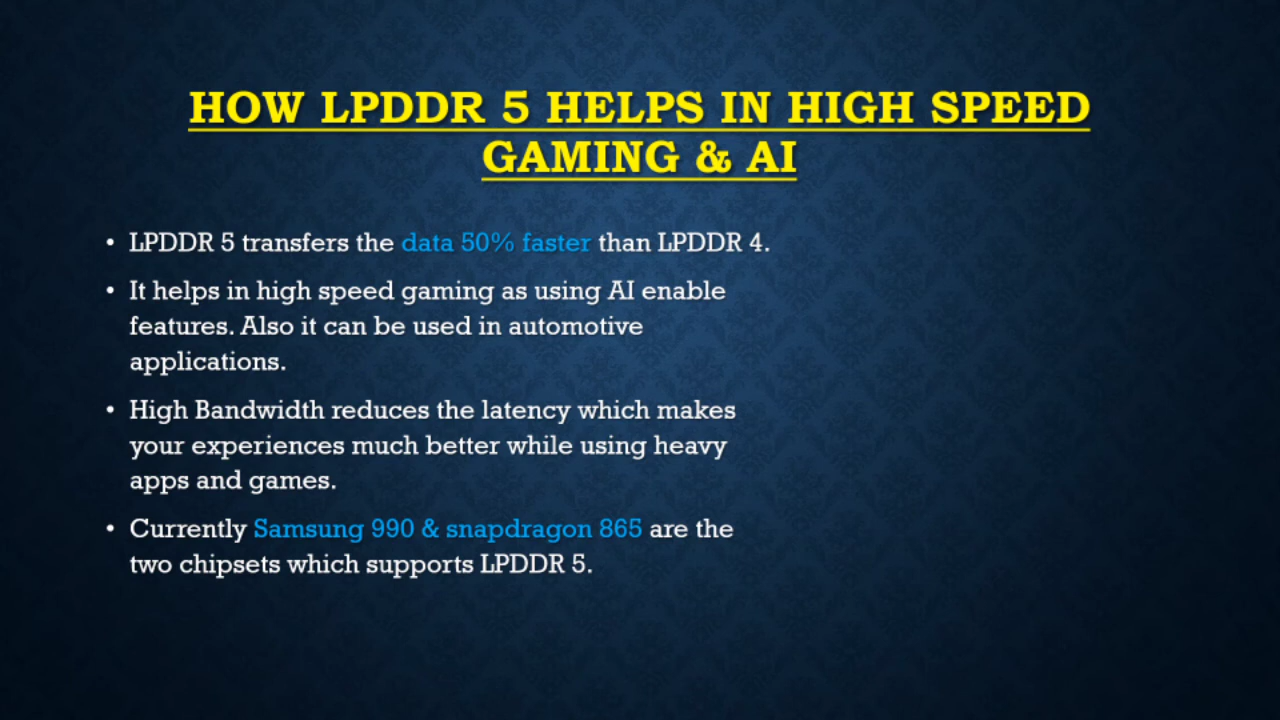 HOW LPDDR 5 HELPS IN HIGH SPEED
GAMING & AI
• LPDDR 5 transfers the data 50% faster than LPDDR 4.
• It helps in high speed gaming as using AI enable
features. Also it can be used in automotive
applications.
• High Bandwidth reduces the latency which makes
your experiences much better while using heavy
apps and games.
• Currently Samsung 990 & snapdragon 865 are the
two chipsets which supports LPDDR 5.